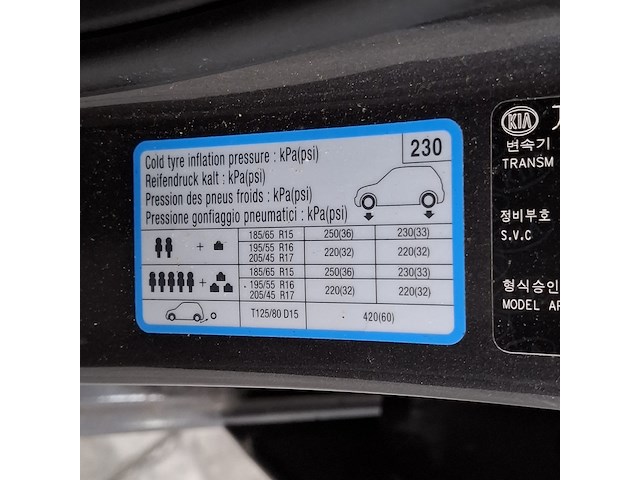 Cold tyre inflation pressure : kPa(psi)
230
Reifendruck kalt : kPa(psi)
Pression des pneus froids : kPa(psi)
Pressione gonfiaggio pneumatici : kPa(psi)
+ 185/65 R15 250(36) 230(33)
195/55 R16
205/45 R17 220(32) 220(32)
+ 185/65 R15 250(36) 230(33)
195/55 R16
205/45 R17 220(32) 220(32)
T125/80 D15 420(60)
KIA
변속기
TRANSM
정비부호
S.V.C
형식승인
MODEL AP